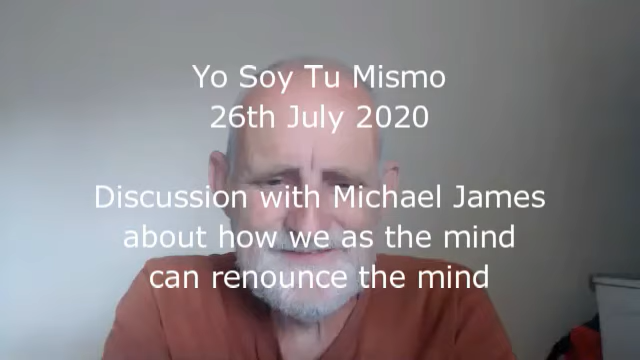 Yo Soy Tu Mismo
26th July 2020
Discussion with Michael James
about how we as the mind
can renounce the mind